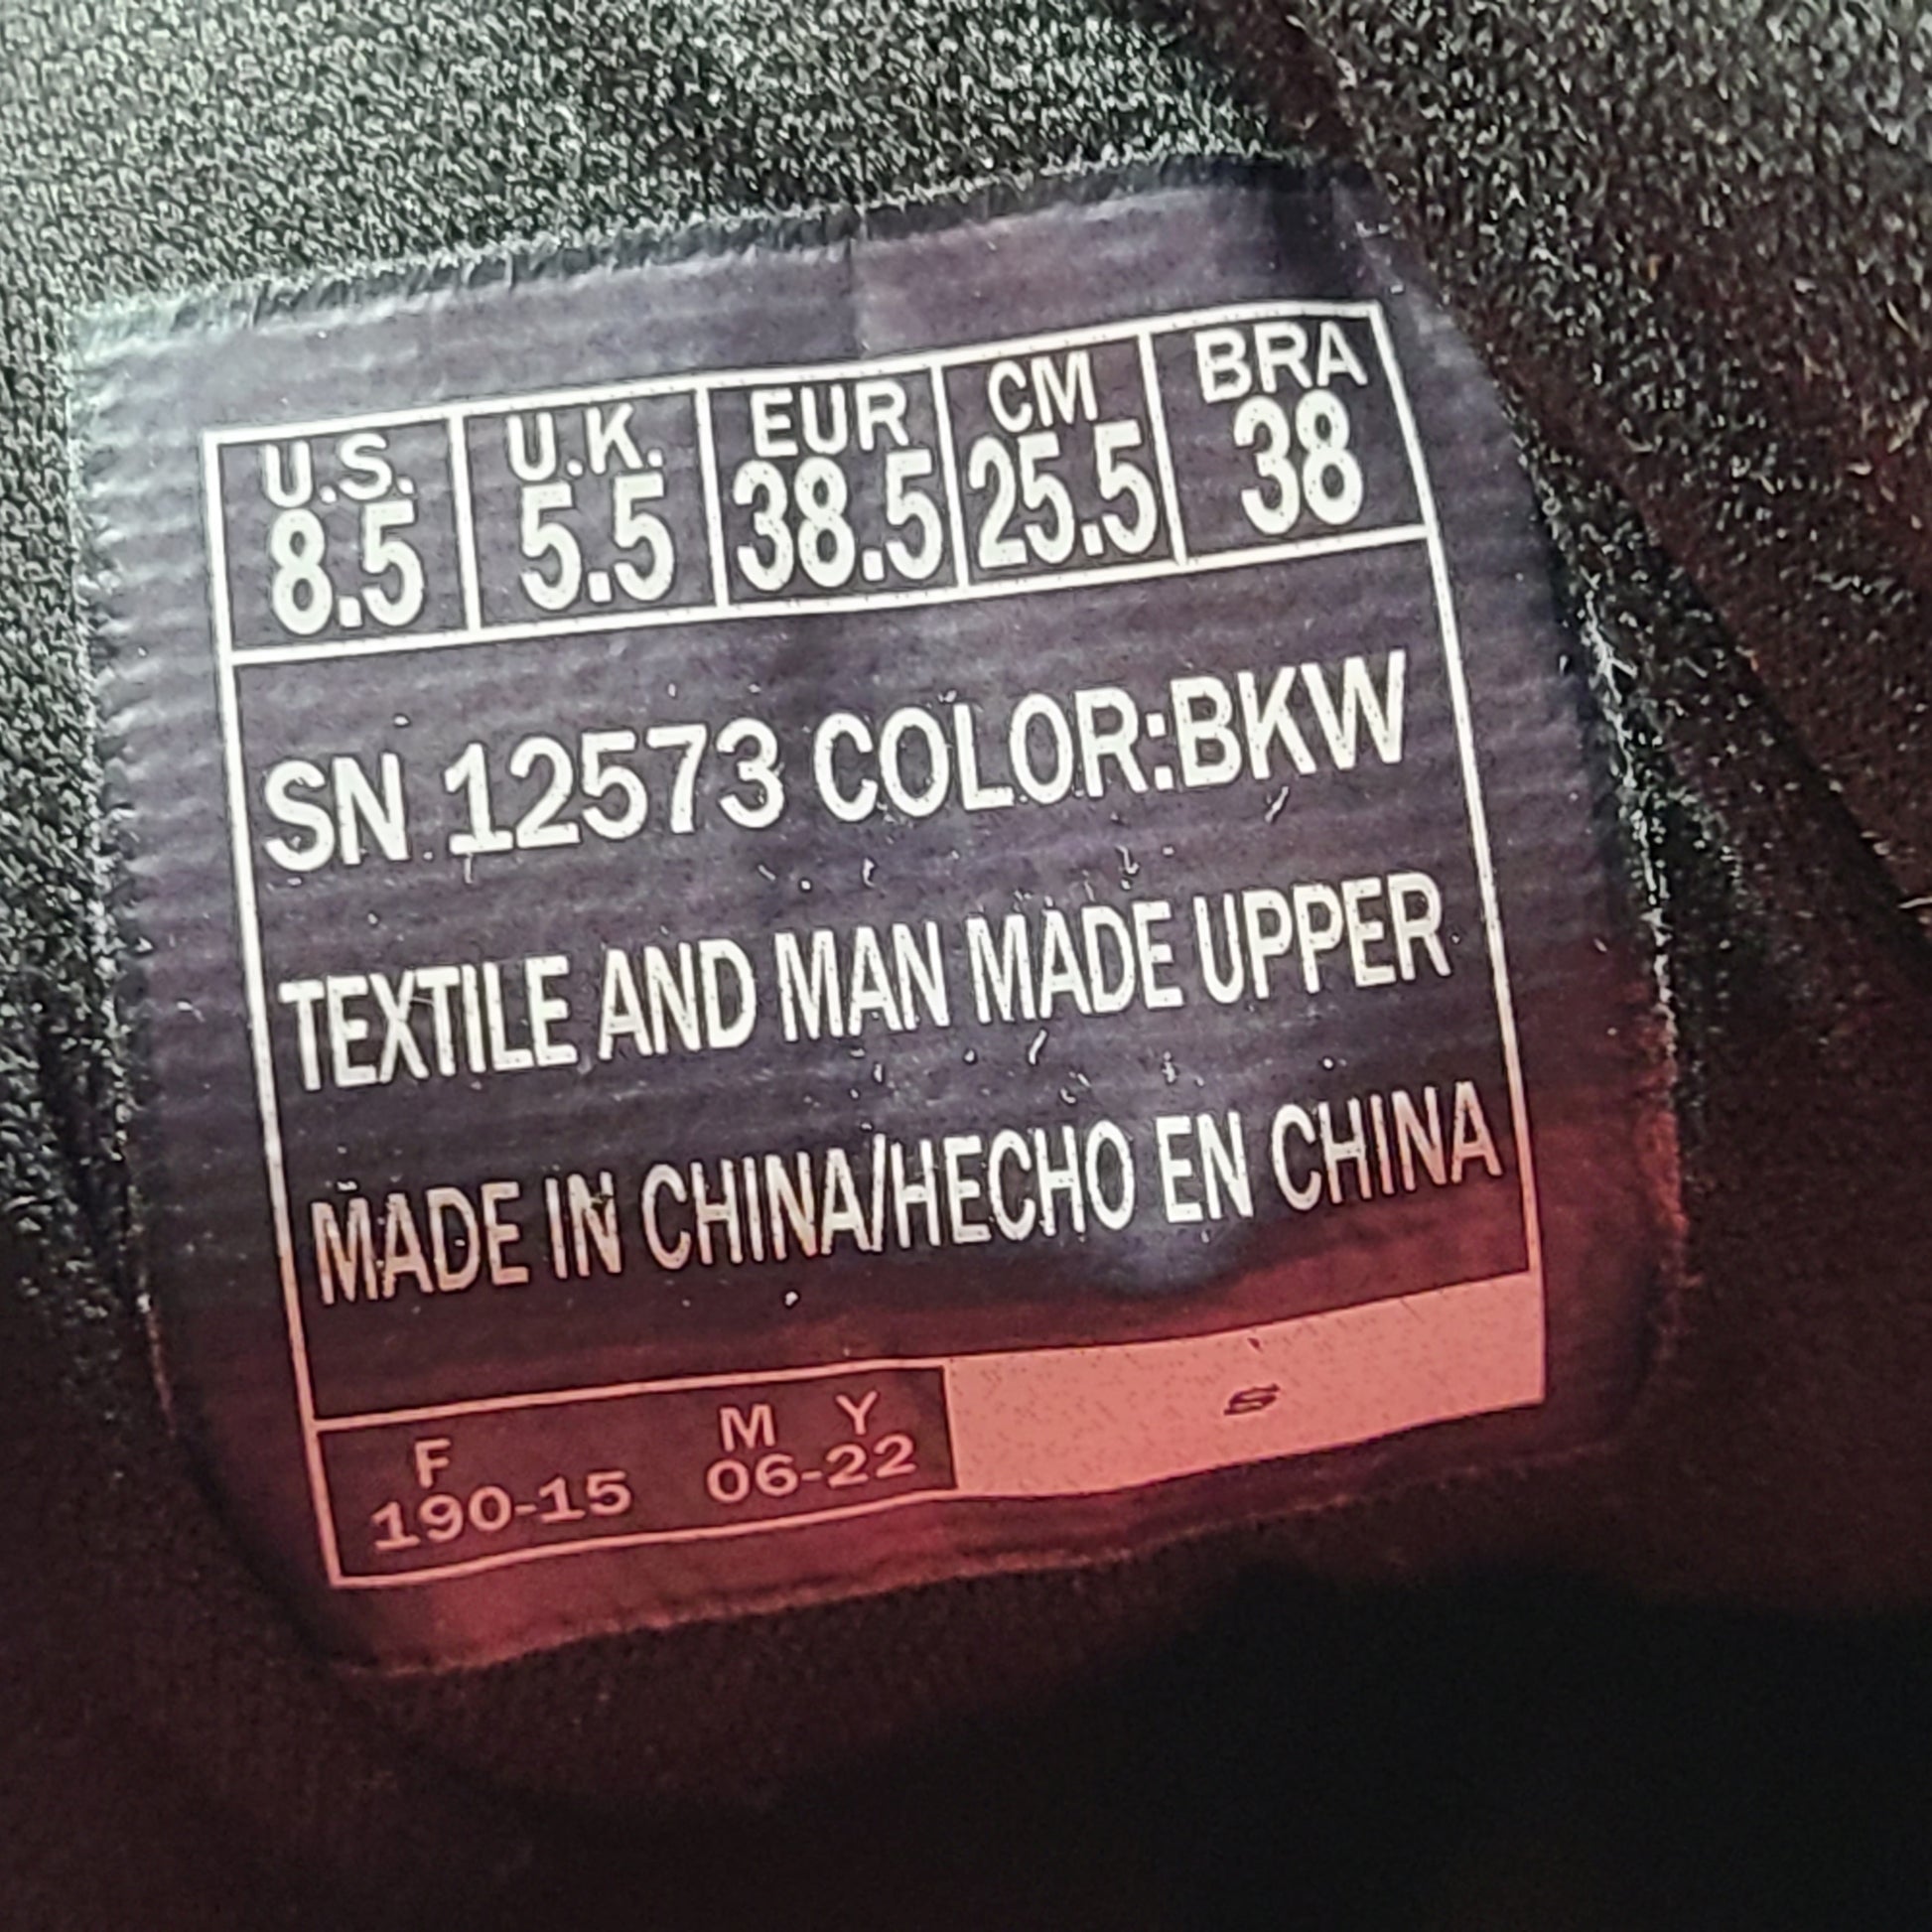 U.S. U.K. EUR CM BRA
8.5 5.5 38.5 25.5 38
SN 12573 COLOR:BKW
TEXTILE AND MAN MADE UPPER
MADE IN CHINA/HECHO EN CHINA
F M Y
190-15 06-22
S